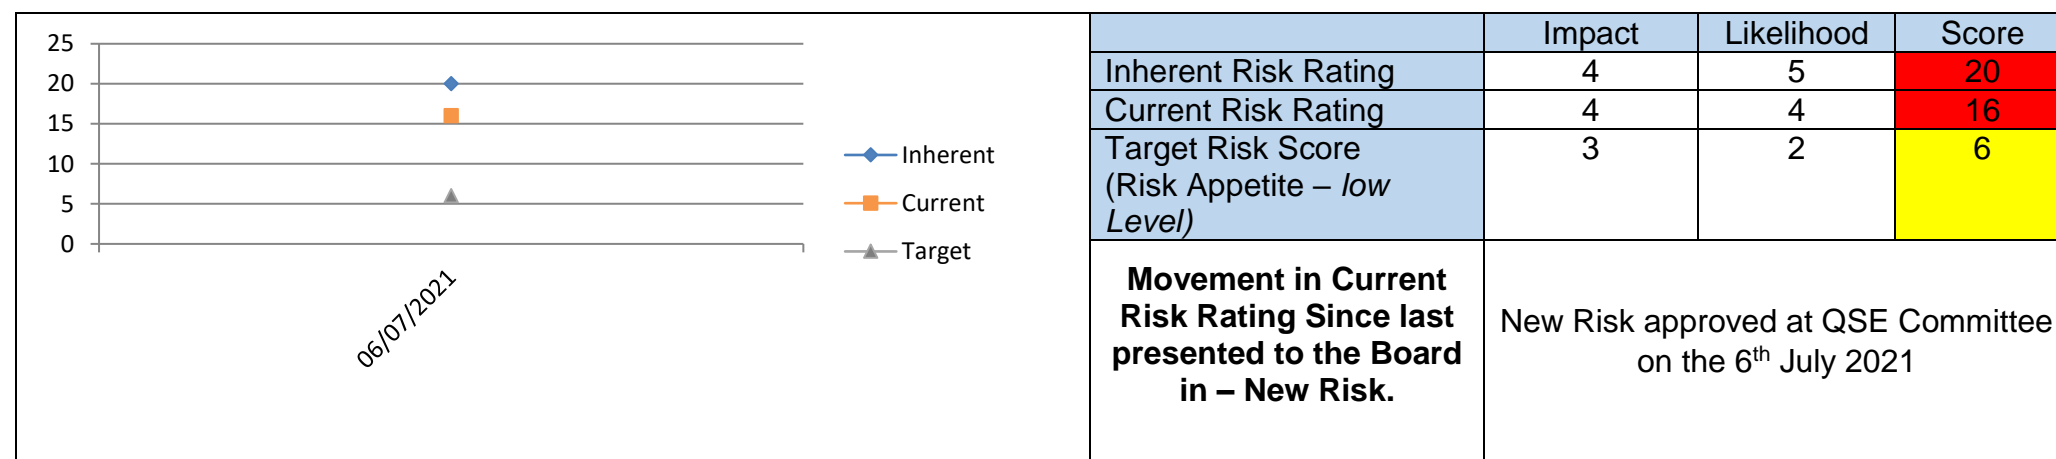 25
20
15
10
5
0
06/07/2021
Inherent
Current
Target
Impact Likelihood Score
Inherent Risk Rating 4 5 20
Current Risk Rating 4 4 16
Target Risk Score 3 2 6
(Risk Appetite – low
Level)
Movement in Current
Risk Rating Since last
presented to the Board
in – New Risk.
New Risk approved at QSE Committee
on the 6th July 2021